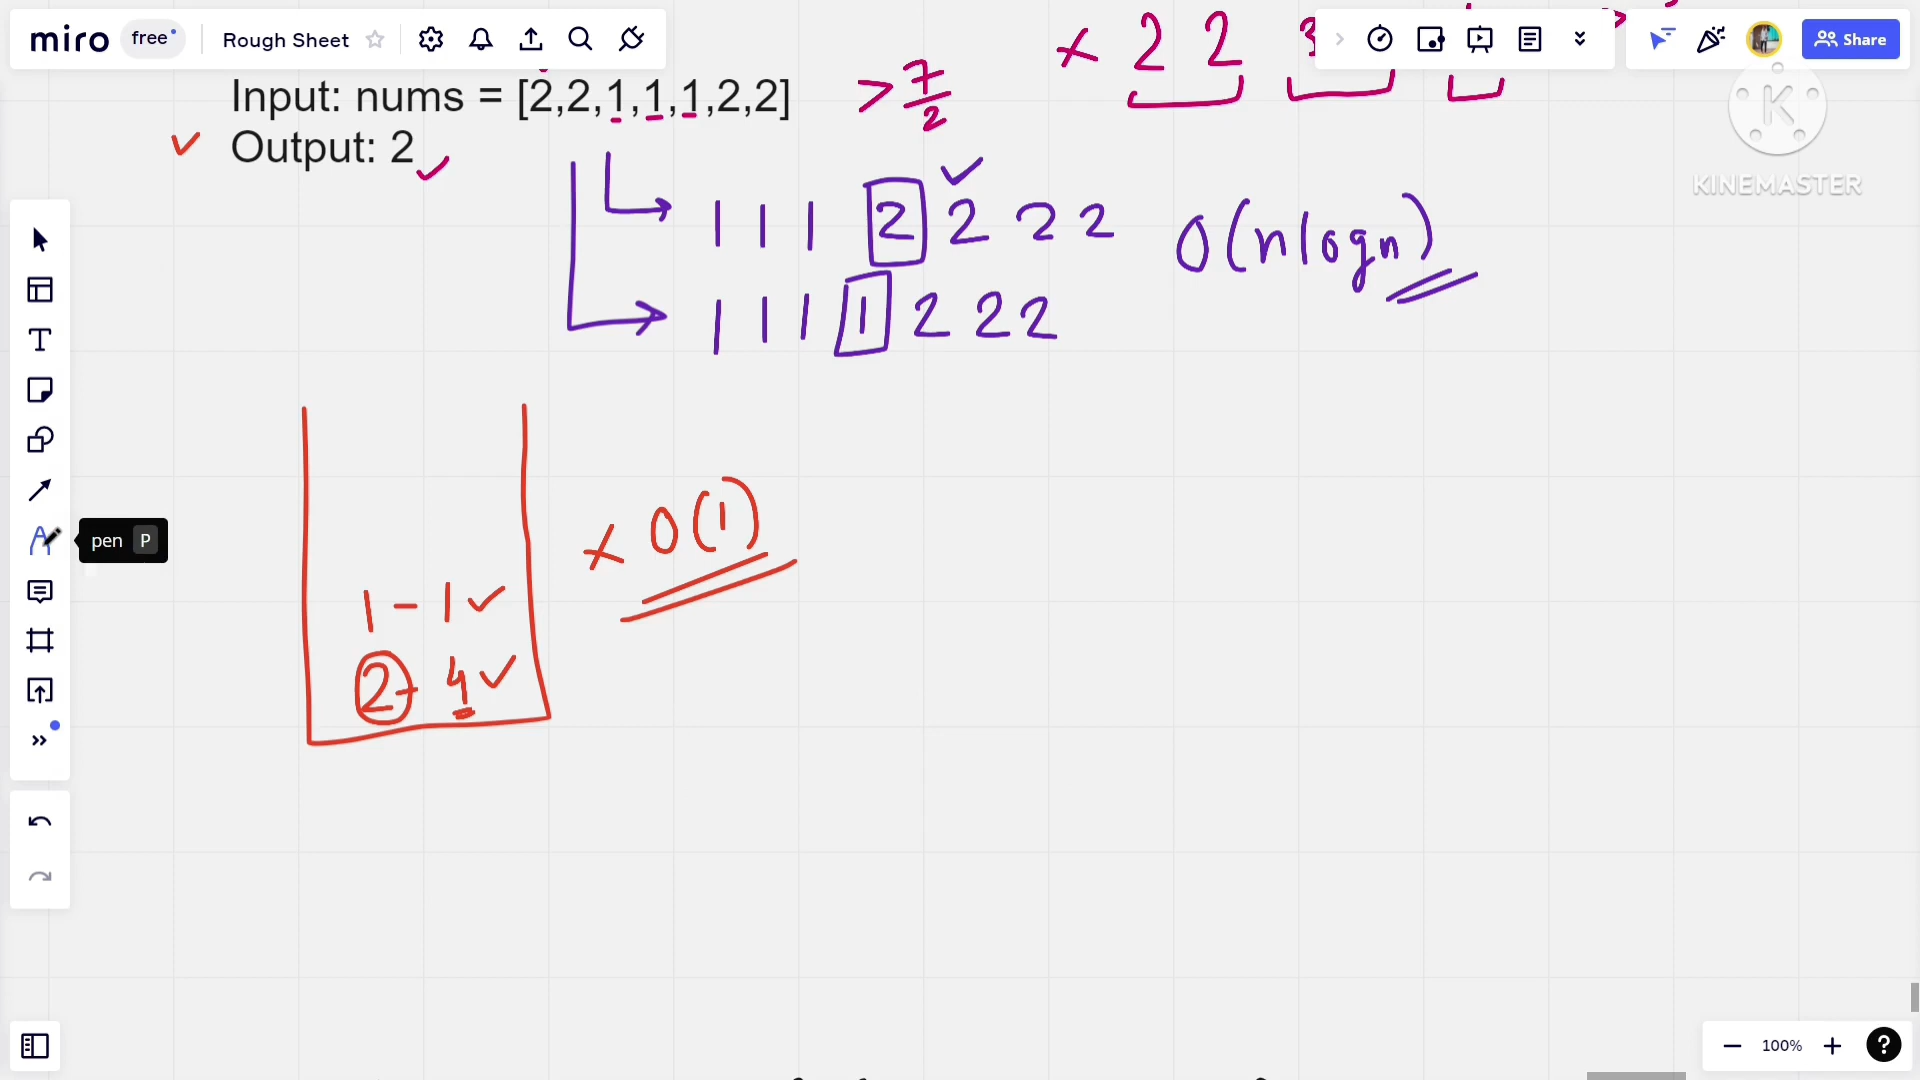 miro free Rough Sheet Share
x 2 2
Input: nums = [2,2,1,1,1,2,2] > 7/2
Output: 2
KINEMASTER
1 1 1 2 2 2 2 O(nlogn)
1 1 1 1 2 2 2
x O(1)
pen P
1 - 1
2 - 4
100%